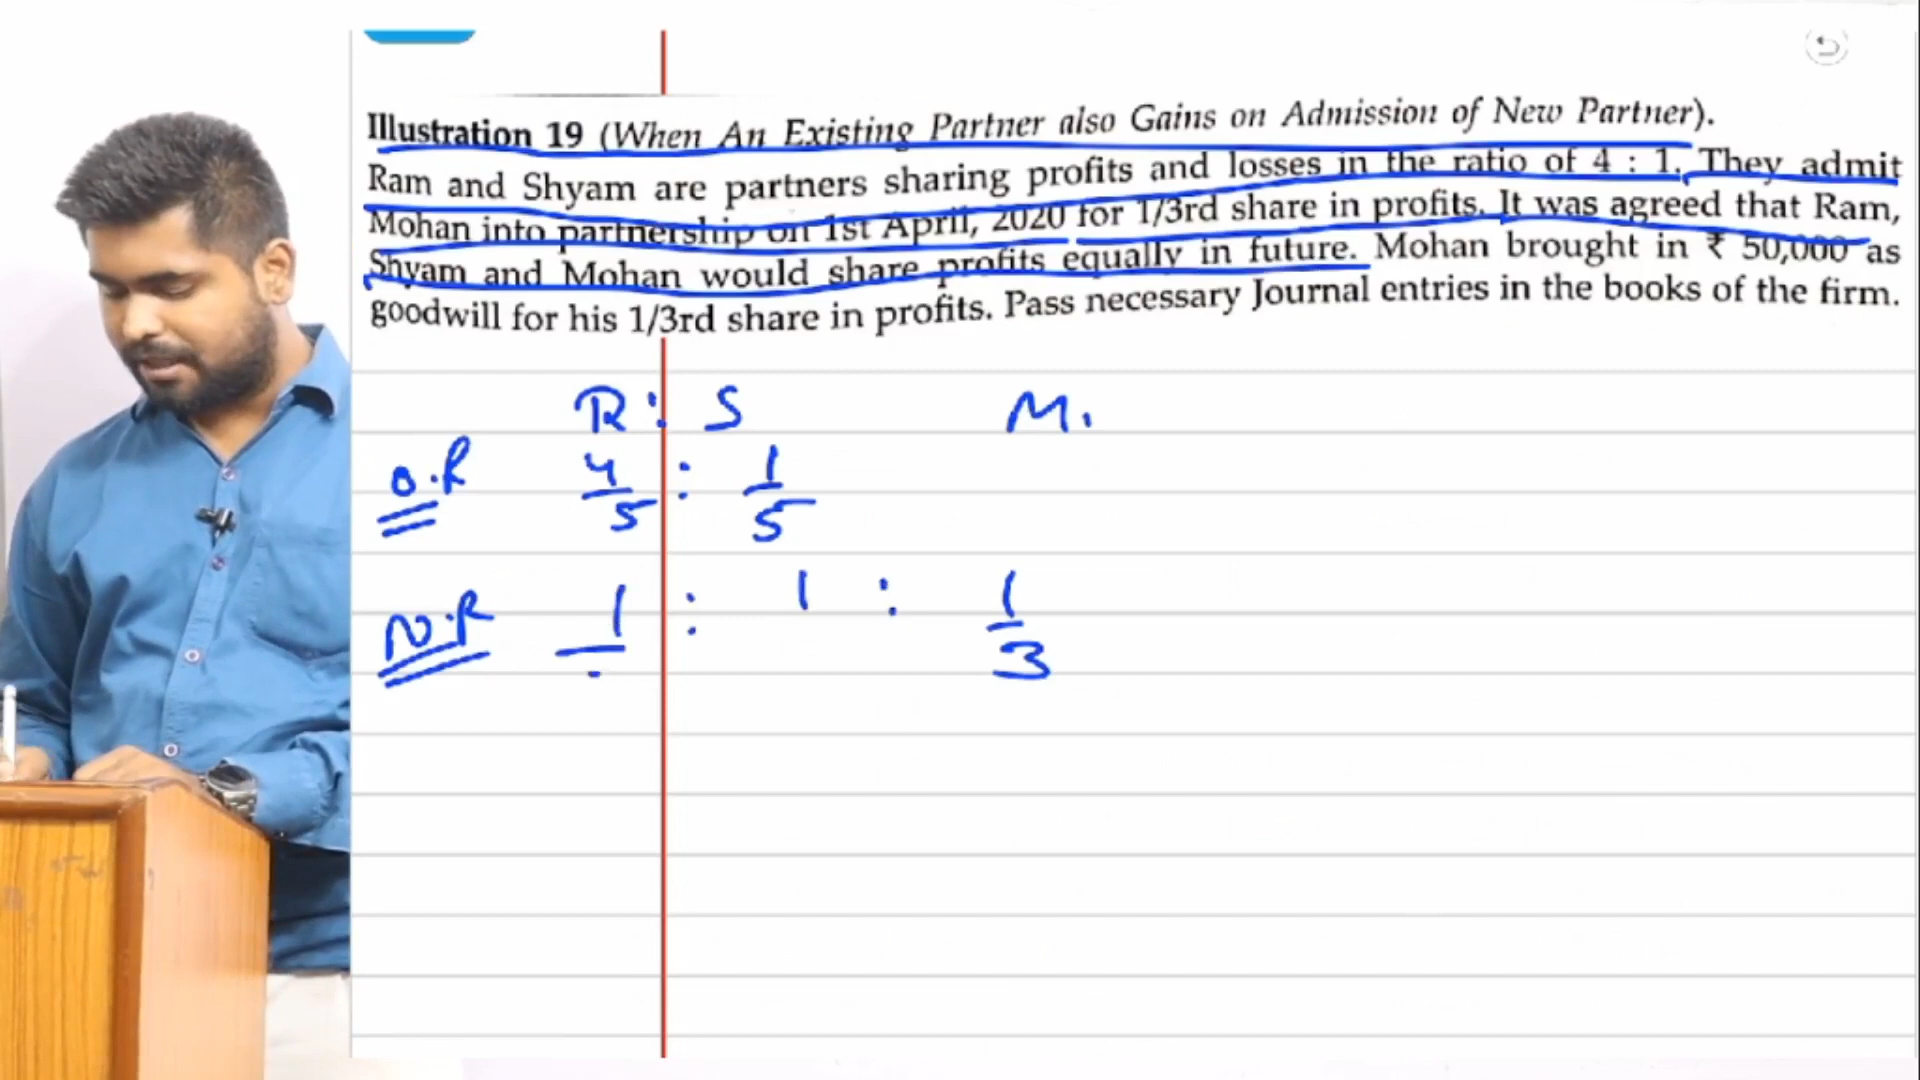 Illustration 19 (When An Existing Partner also Gains on Admission of New Partner).
Ram and Shyam are partners sharing profits and losses in the ratio of 4 : 1. They admit
Mohan into partnership on 1st April, 2020 for 1/3rd share in profits. It was agreed that Ram,
Shyam and Mohan would share profits equally in future. Mohan brought in ₹ 50,000 as
goodwill for his 1/3rd share in profits. Pass necessary Journal entries in the books of the firm.
R : S M.
O.R 4/5 : 1/5
N.R 1 : 1 : 1/3